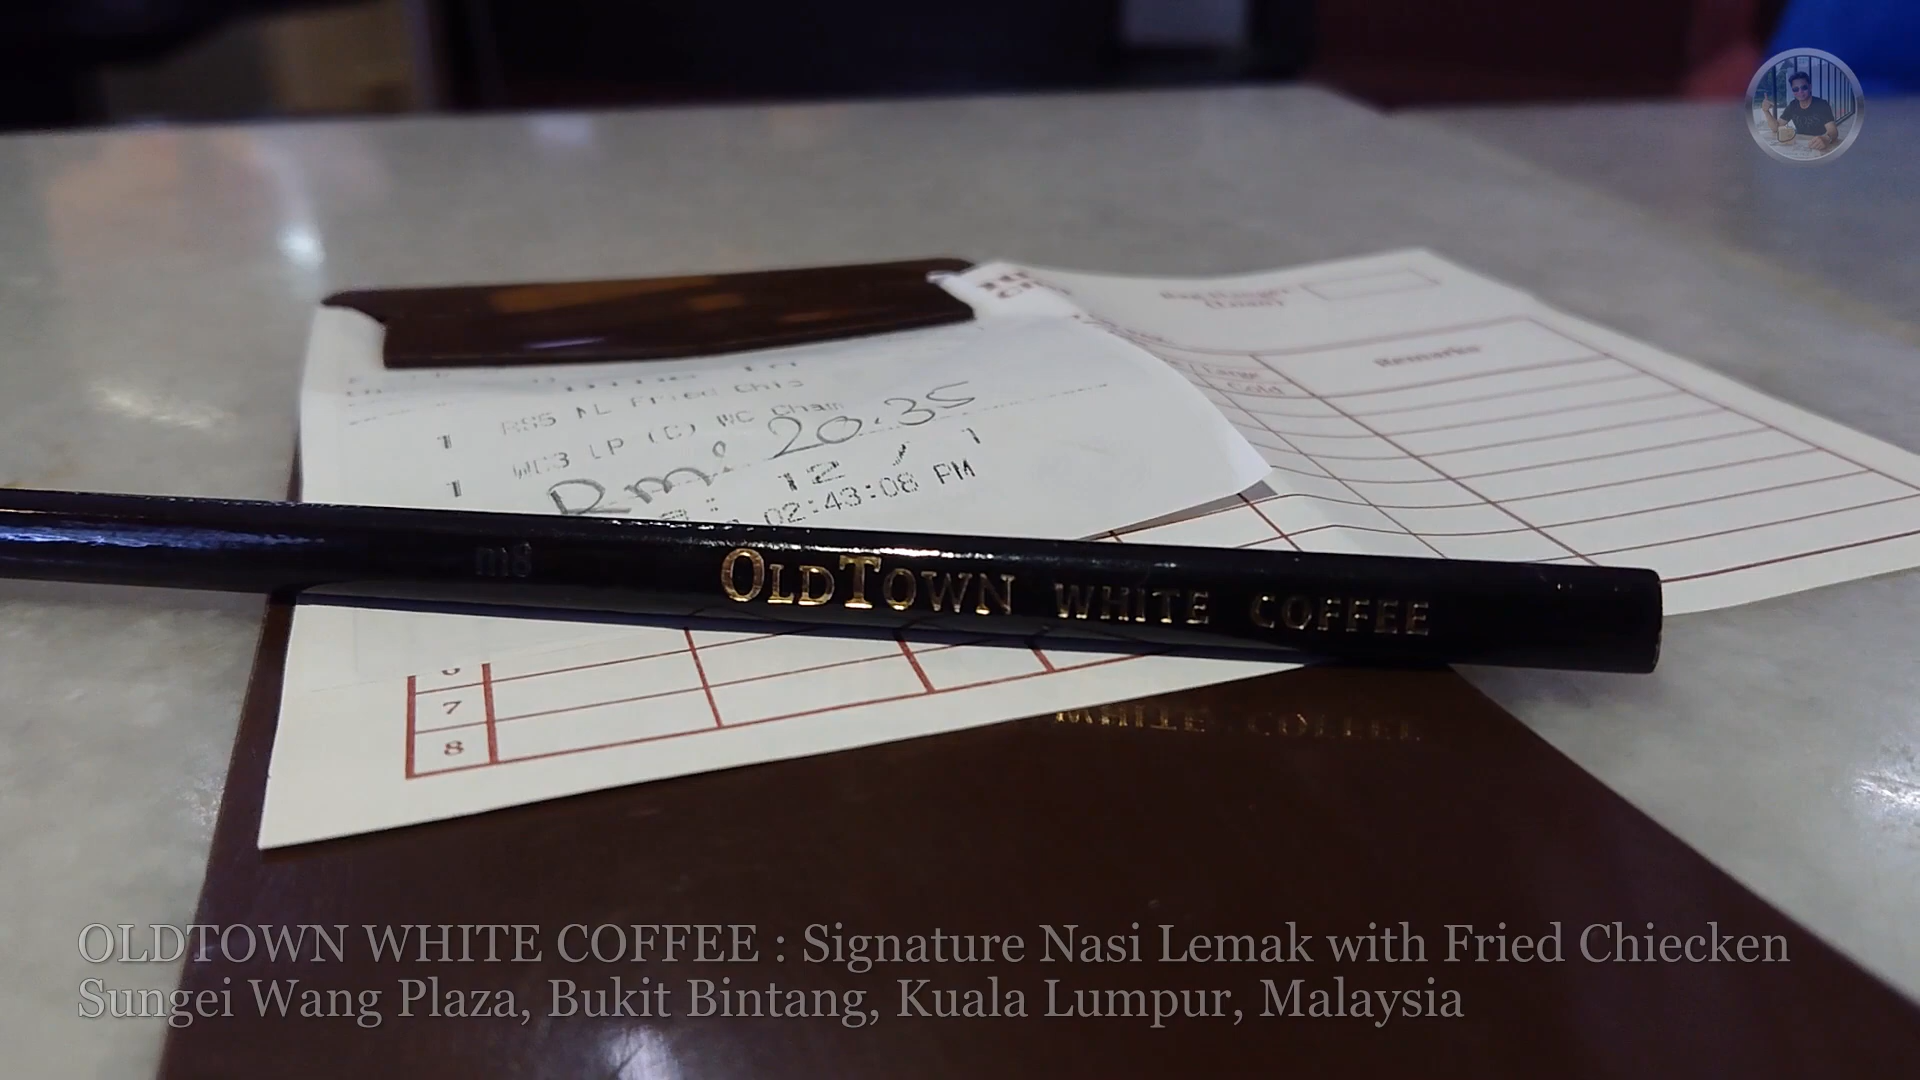 Remarks
Large
Cold
1 RS5 NL Fried Chic
1 WC3 LP (C) WC Cham
Rm: 20.35
12 / 1
02:43:08 PM
m8
OLDTOWN WHITE COFFEE
7
8
OLDTOWN WHITE COFFEE : Signature Nasi Lemak with Fried Chiecken
Sungei Wang Plaza, Bukit Bintang, Kuala Lumpur, Malaysia